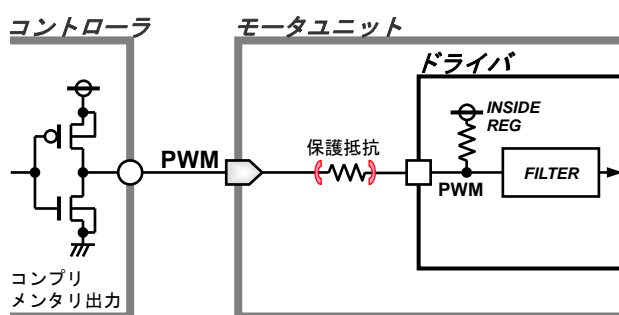 コントローラ
モータユニット
ドライバ
INSIDE
REG
保護抵抗
PWM
PWM
FILTER
コンプリ
メンタリ出力